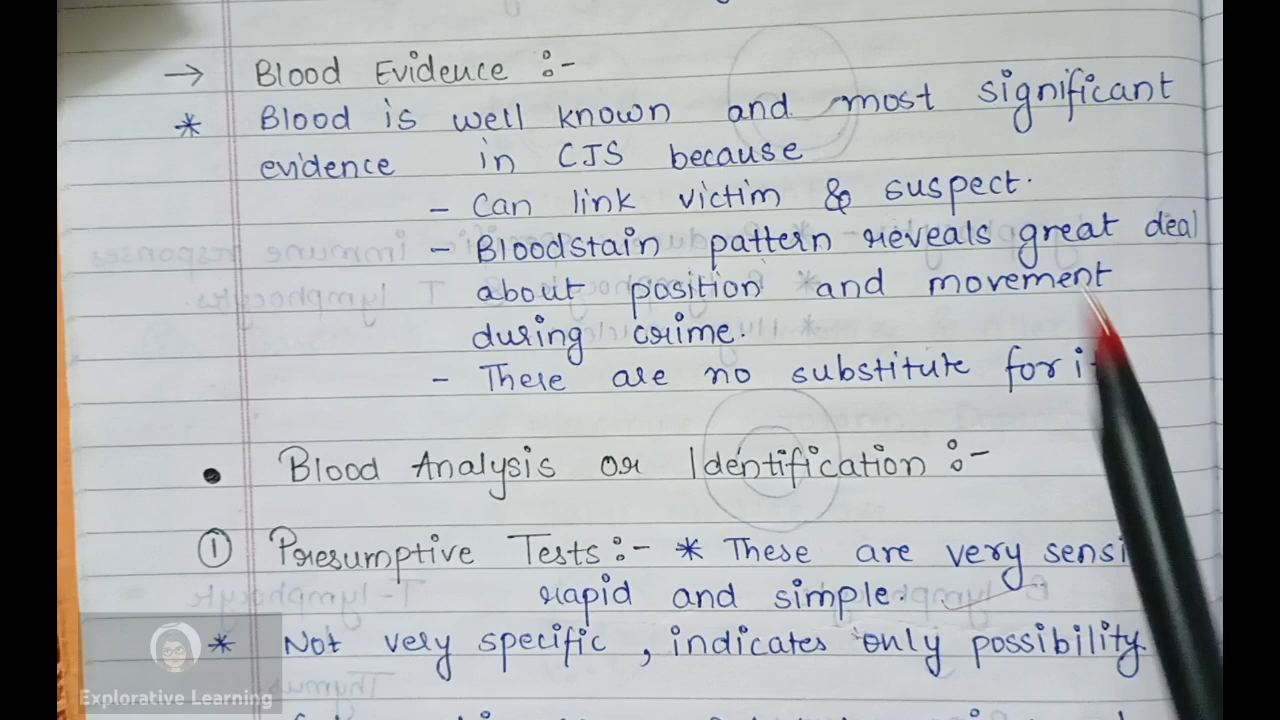 → Blood Evidence :-
* Blood is well known and most significant
evidence in CJS because
- Can link victim & suspect.
- Bloodstain pattern reveals great deal
about position and movement
during crime.
- There are no substitute for
• Blood Analysis or Identification :-
① Presumptive Tests :- * These are very sensi
rapid and simple.
* Not very specific, indicates only possibility
Explorative Learning